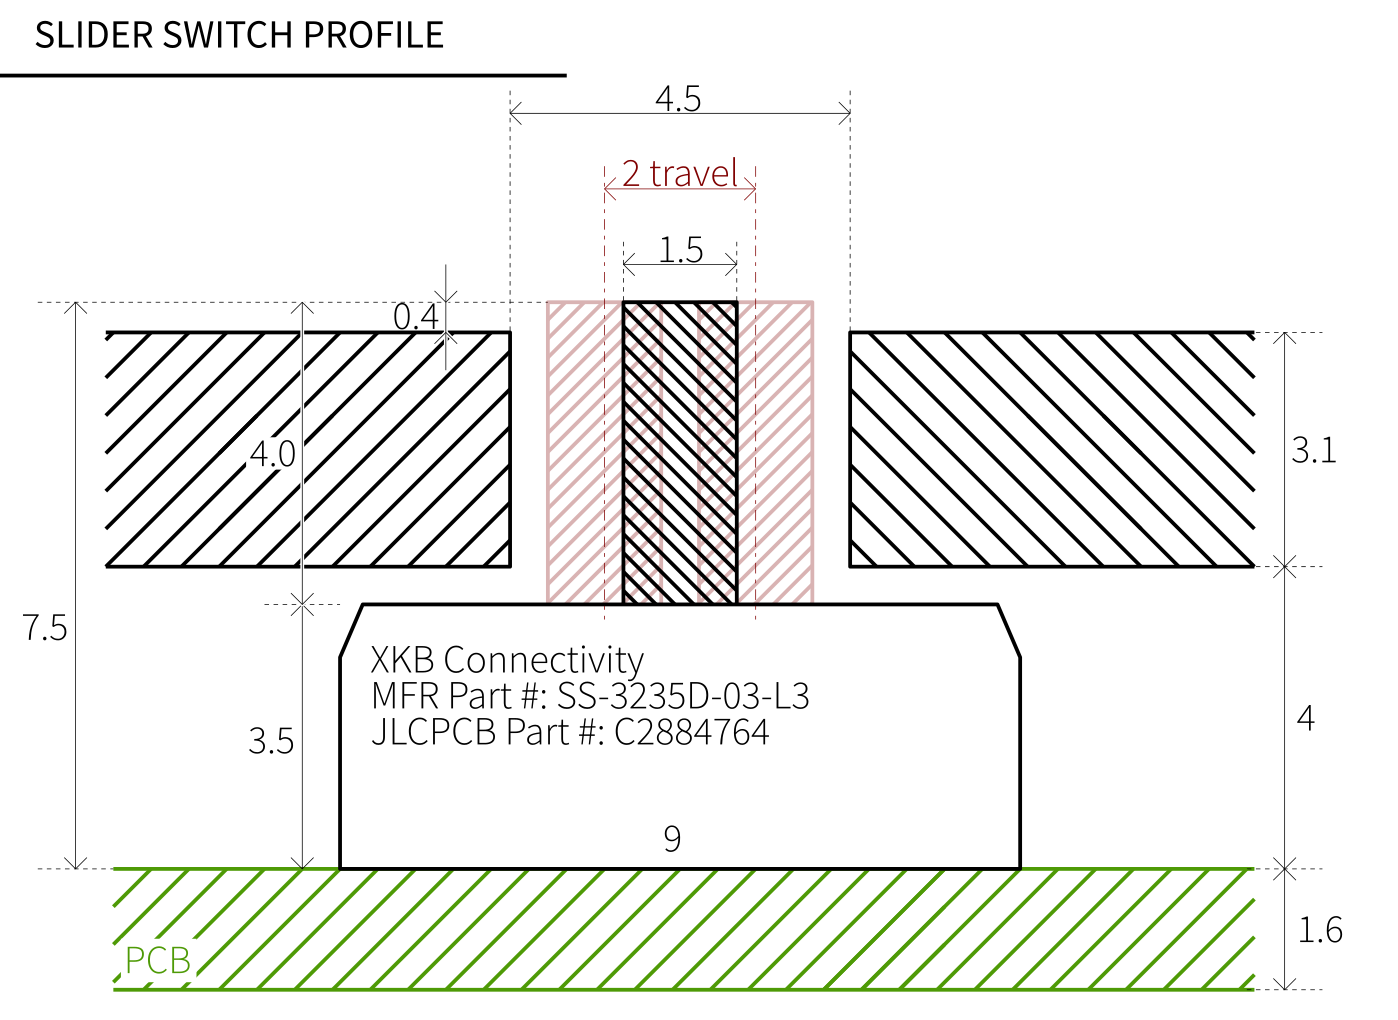 SLIDER SWITCH PROFILE
4.5
2 travel
1.5
0.4
4.0
3.1
7.5
XKB Connectivity
MFR Part #: SS-3235D-03-L3
JLCPCB Part #: C2884764
3.5
4
9
PCB
1.6